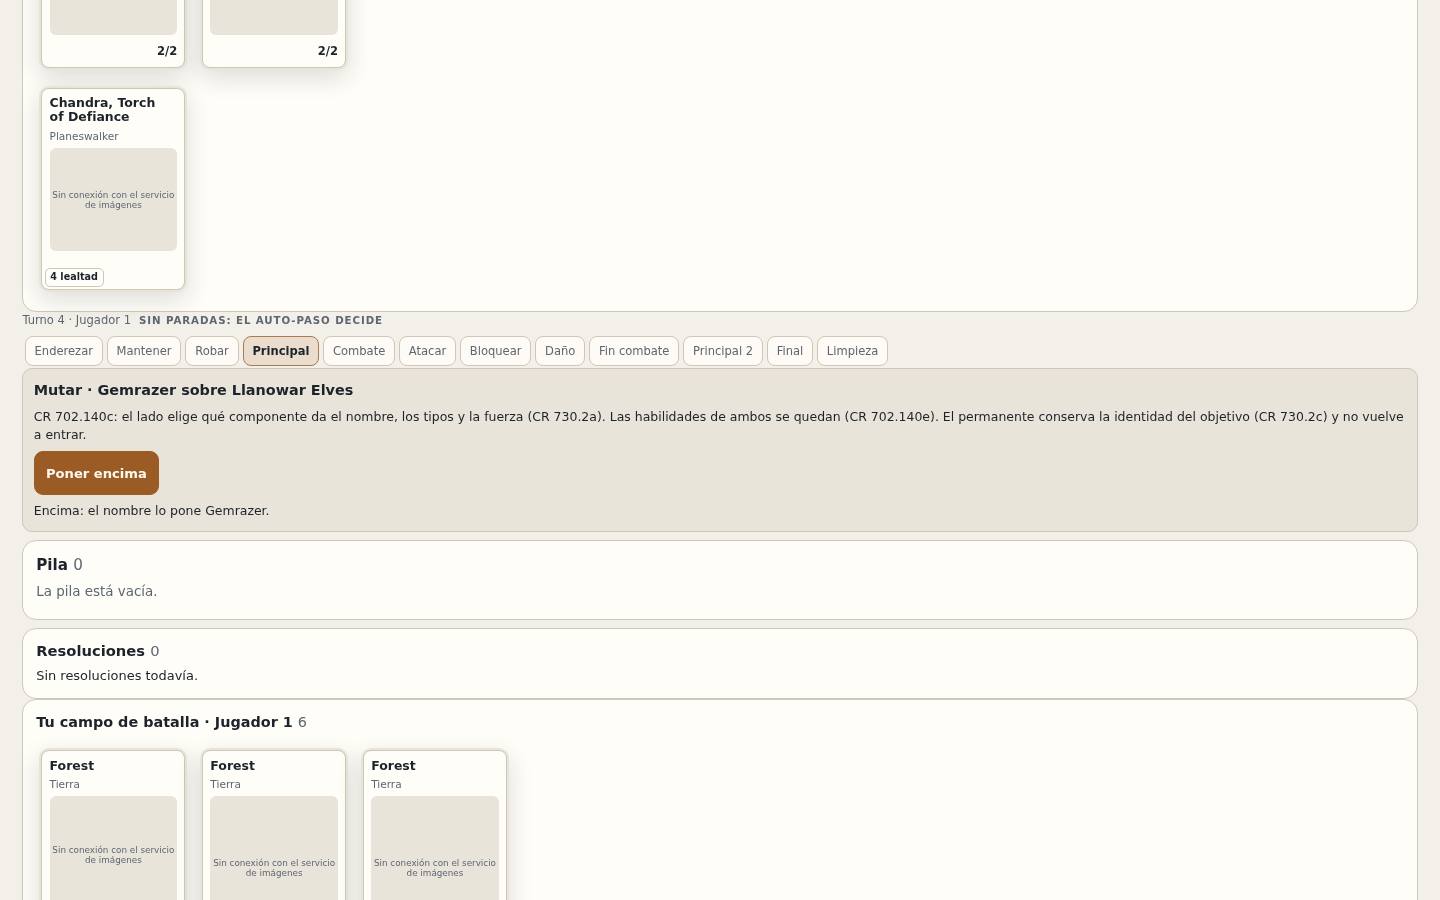 2/2
2/2
Chandra, Torch
of Defiance
Planeswalker
Sin conexión con el servicio
de imágenes
4 lealtad
Turno 4 · Jugador 1 SIN PARADAS: EL AUTO-PASO DECIDE
Enderezar Mantener Robar Principal Combate Atacar Bloquear Daño Fin combate Principal 2 Final Limpieza
Mutar · Gemrazer sobre Llanowar Elves
CR 702.140c: el lado elige qué componente da el nombre, los tipos y la fuerza (CR 730.2a). Las habilidades de ambos se quedan (CR 702.140e). El permanente conserva la identidad del objetivo (CR 730.2c) y no vuelve
a entrar.
Poner encima
Encima: el nombre lo pone Gemrazer.
Pila 0
La pila está vacía.
Resoluciones 0
Sin resoluciones todavía.
Tu campo de batalla · Jugador 1 6
Forest
Tierra
Sin conexión con el servicio
de imágenes
Forest
Tierra
Sin conexión con el servicio
de imágenes
Forest
Tierra
Sin conexión con el servicio
de imágenes